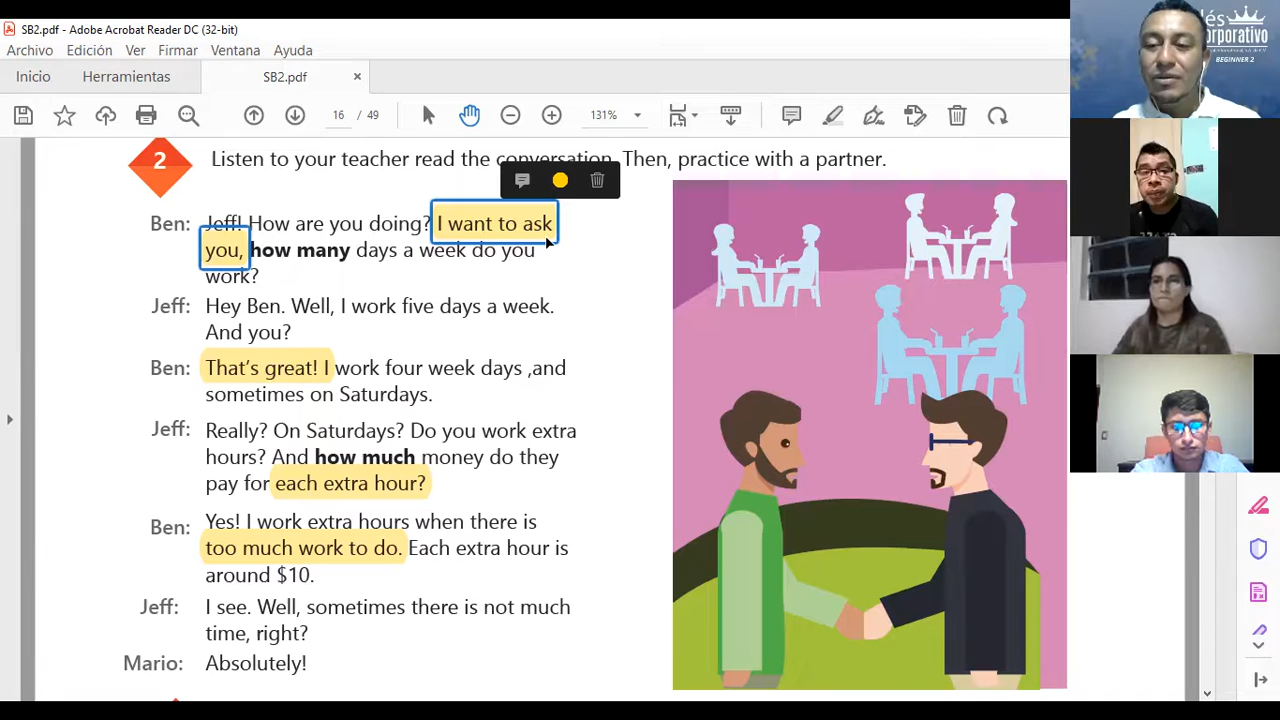 SB2.pdf - Adobe Acrobat Reader DC (32-bit)
Archivo Edición Ver Firmar Ventana Ayuda
Inicio Herramientas SB2.pdf ×
16 / 49 131%
2 Listen to your teacher read the conversation. Then, practice with a partner.
Ben: Jeff! How are you doing? I want to ask
you, how many days a week do you
work?
Jeff: Hey Ben. Well, I work five days a week.
And you?
Ben: That's great! I work four week days ,and
sometimes on Saturdays.
Jeff: Really? On Saturdays? Do you work extra
hours? And how much money do they
pay for each extra hour?
Ben: Yes! I work extra hours when there is
too much work to do. Each extra hour is
around $10.
Jeff: I see. Well, sometimes there is not much
time, right?
Mario: Absolutely!
BEGINNER 2